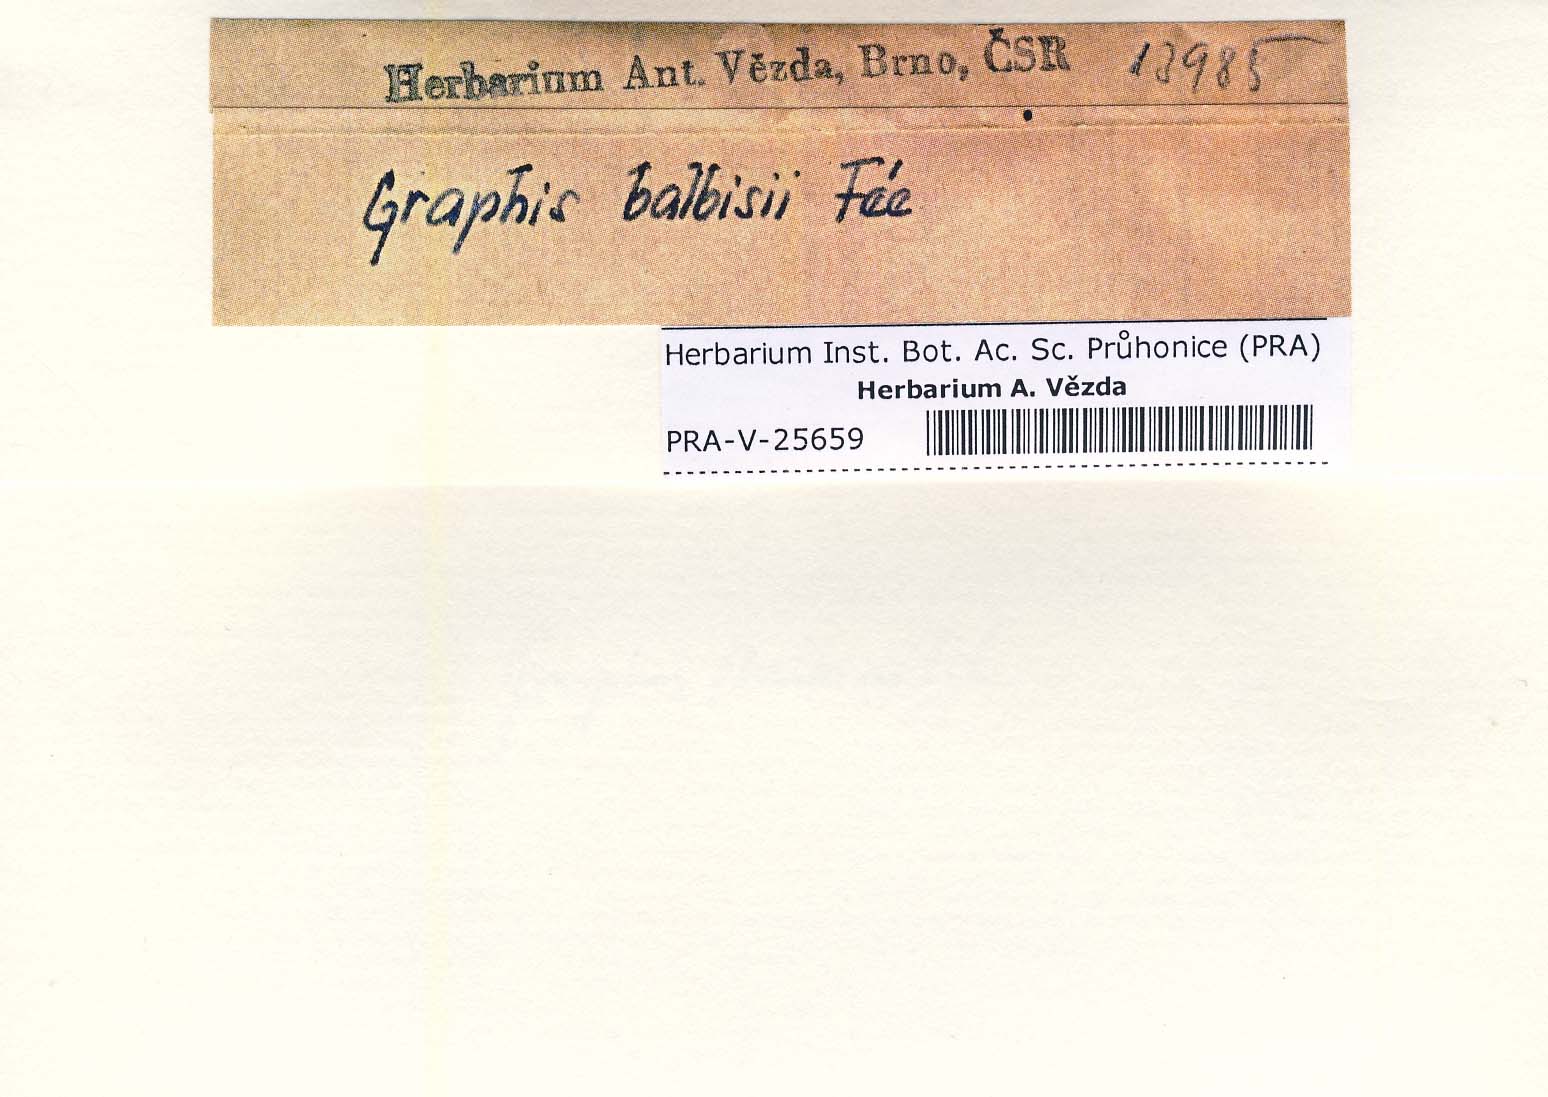 Herbarium Ant. Vězda, Brno, ČSR 13985
Graphis balbisii Fée
Herbarium Inst. Bot. Ac. Sc. Průhonice (PRA)
Herbarium A. Vězda
PRA-V-25659